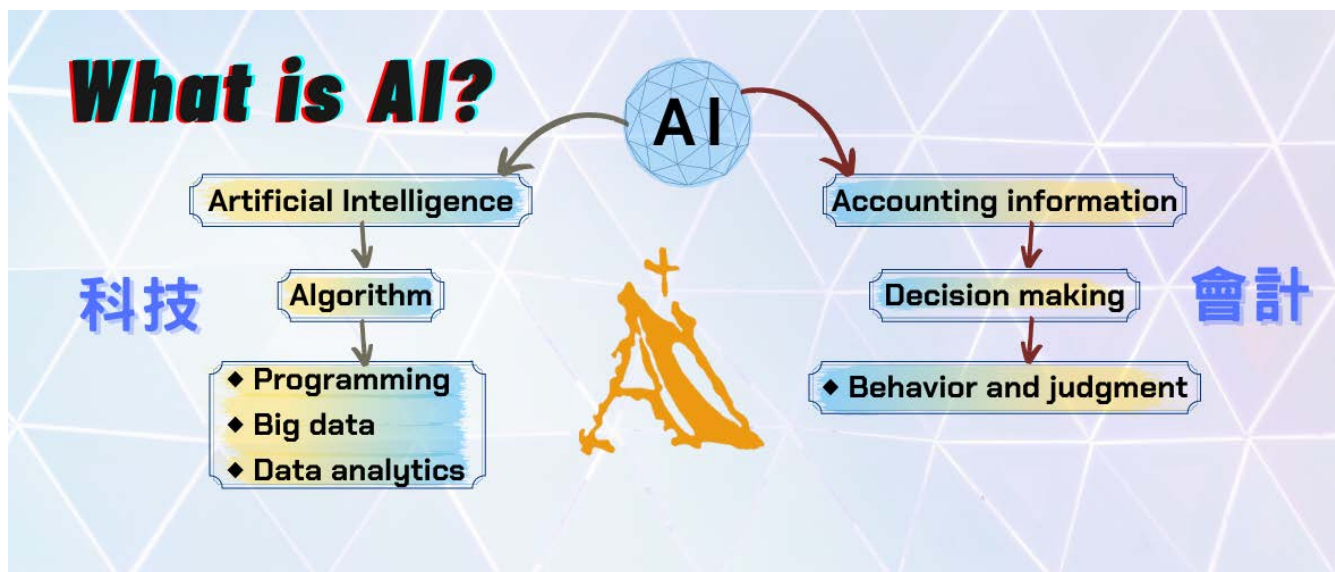 What is AI?
AI
Artificial Intelligence
Algorithm
◆ Programming
◆ Big data
◆ Data analytics
科技
A+
Accounting information
Decision making
◆ Behavior and judgment
會計